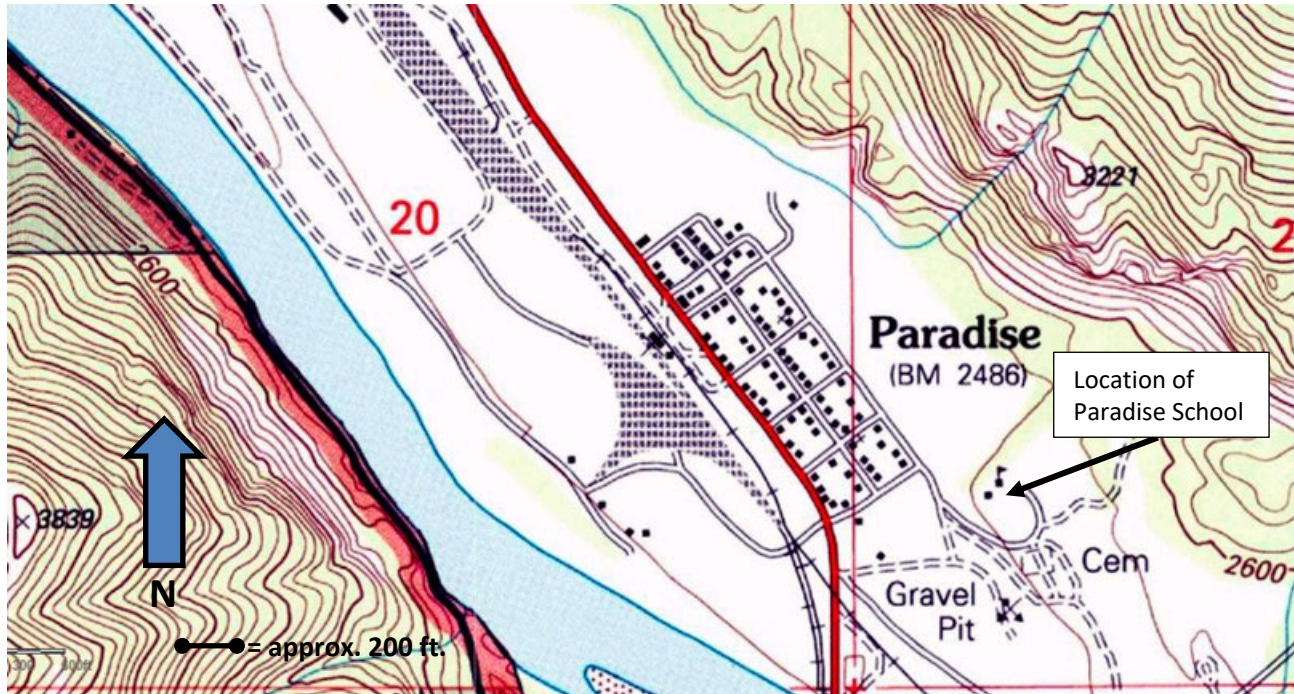 3221
20
2
2600
Paradise
(BM 2486)
Location of
Paradise School
3839
Cem
2600
Gravel
Pit
N
= approx. 200 ft.